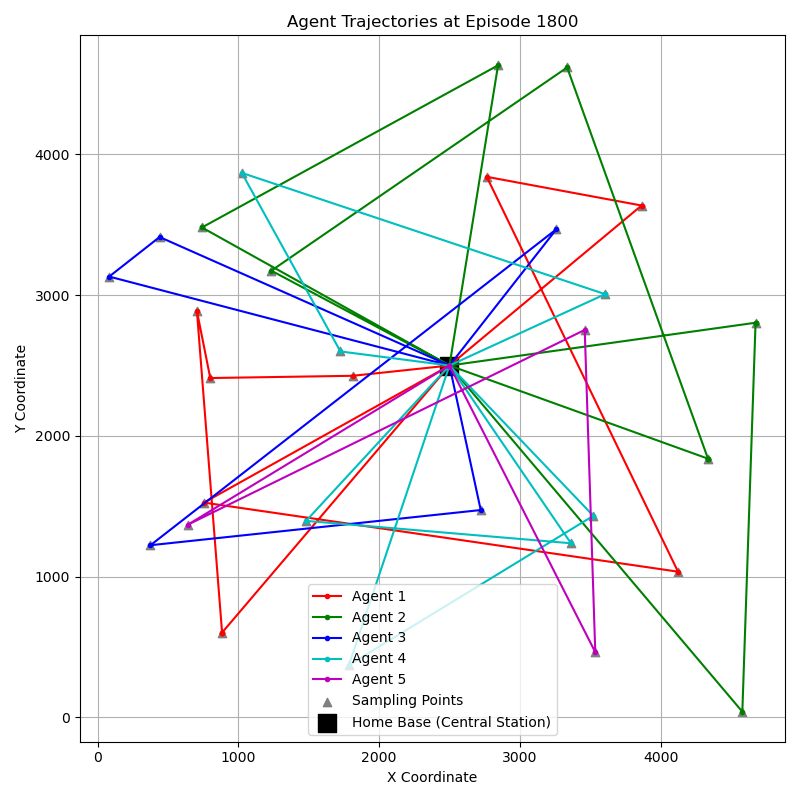 Agent Trajectories at Episode 1800
Y Coordinate
4000
3000
2000
1000
0
Agent 1
Agent 2
Agent 3
Agent 4
Agent 5
Sampling Points
Home Base (Central Station)
0 1000 2000 3000 4000
X Coordinate